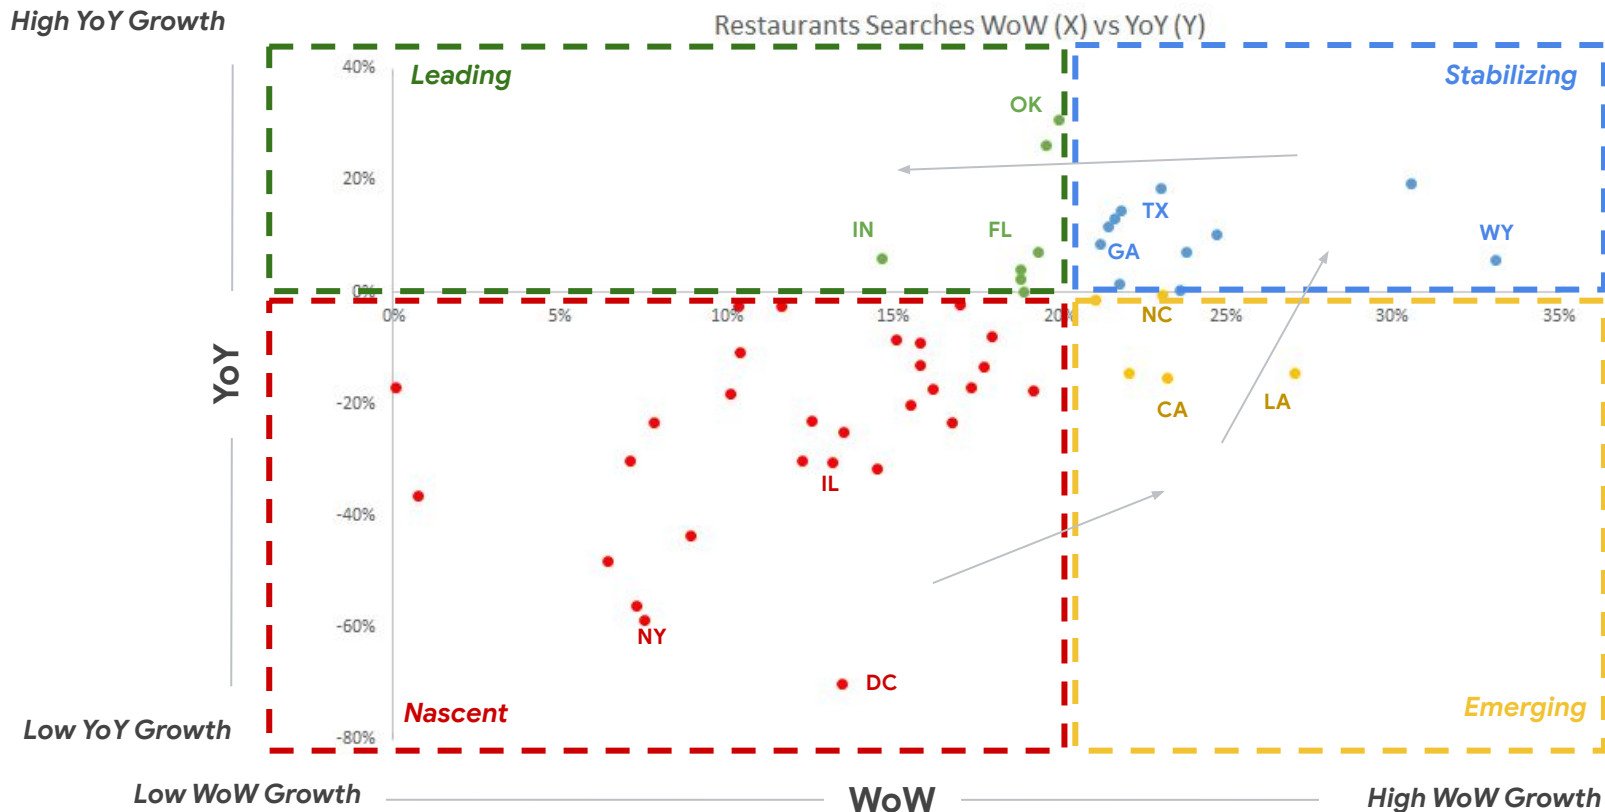 High YoY Growth
Restaurants Searches WoW (X) vs YoY (Y)
Leading
Stabilizing
40%
OK
20%
TX
IN
FL
GA
WY
0%
0%
5%
10%
15%
20%
25%
30%
35%
NC
YoY
-20%
CA
LA
IL
-40%
-60%
NY
DC
Nascent
Emerging
Low YoY Growth
-80%
Low WoW Growth
WoW
High WoW Growth